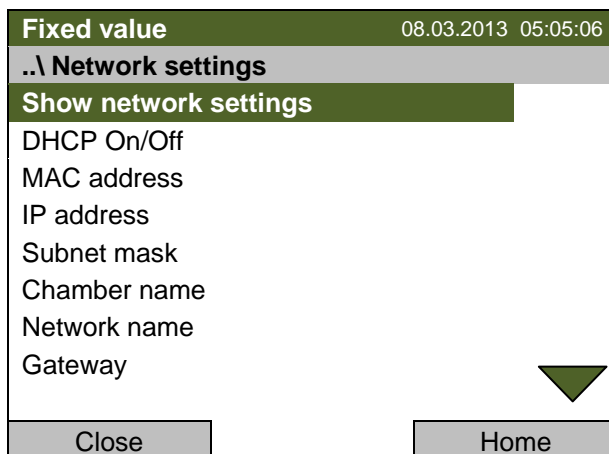 Fixed value 08.03.2013 05:05:06
..\ Network settings
Show network settings
DHCP On/Off
MAC address
IP address
Subnet mask
Chamber name
Network name
Gateway
Close Home